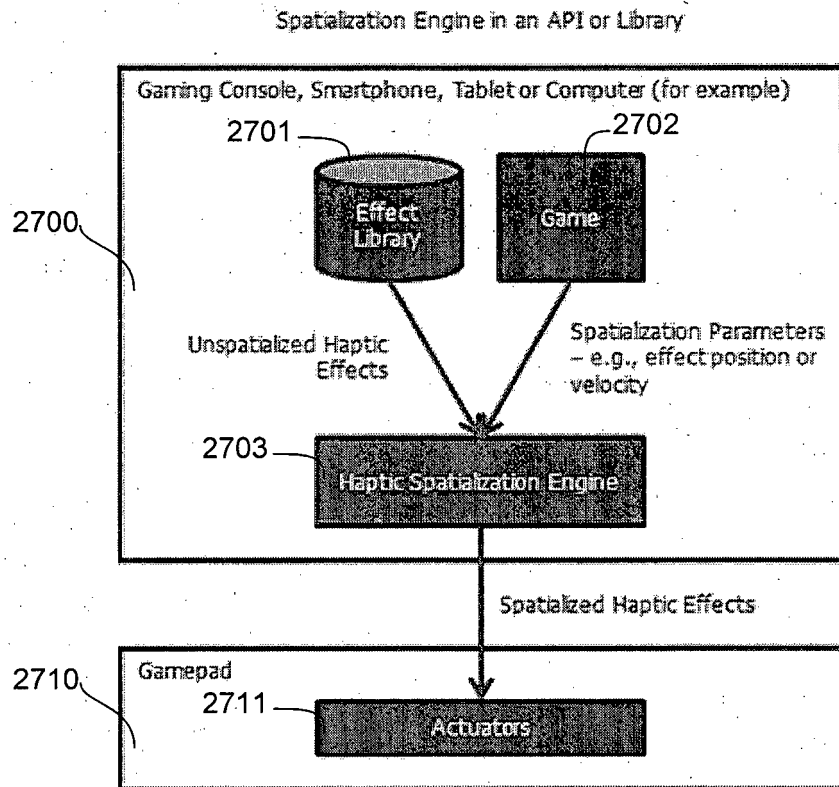 Spatialization Engine in an API or Library
Gaming Console, Smartphone, Tablet or Computer (for example)
2701
2702
2700
Effect
Library
Game
Unspatialized Haptic
Effects
Spatialization Parameters
– e.g., effect position or
velocity
2703
Haptic Spatialization Engine
Spatialized Haptic Effects
2710
Gamepad
2711
Actuators